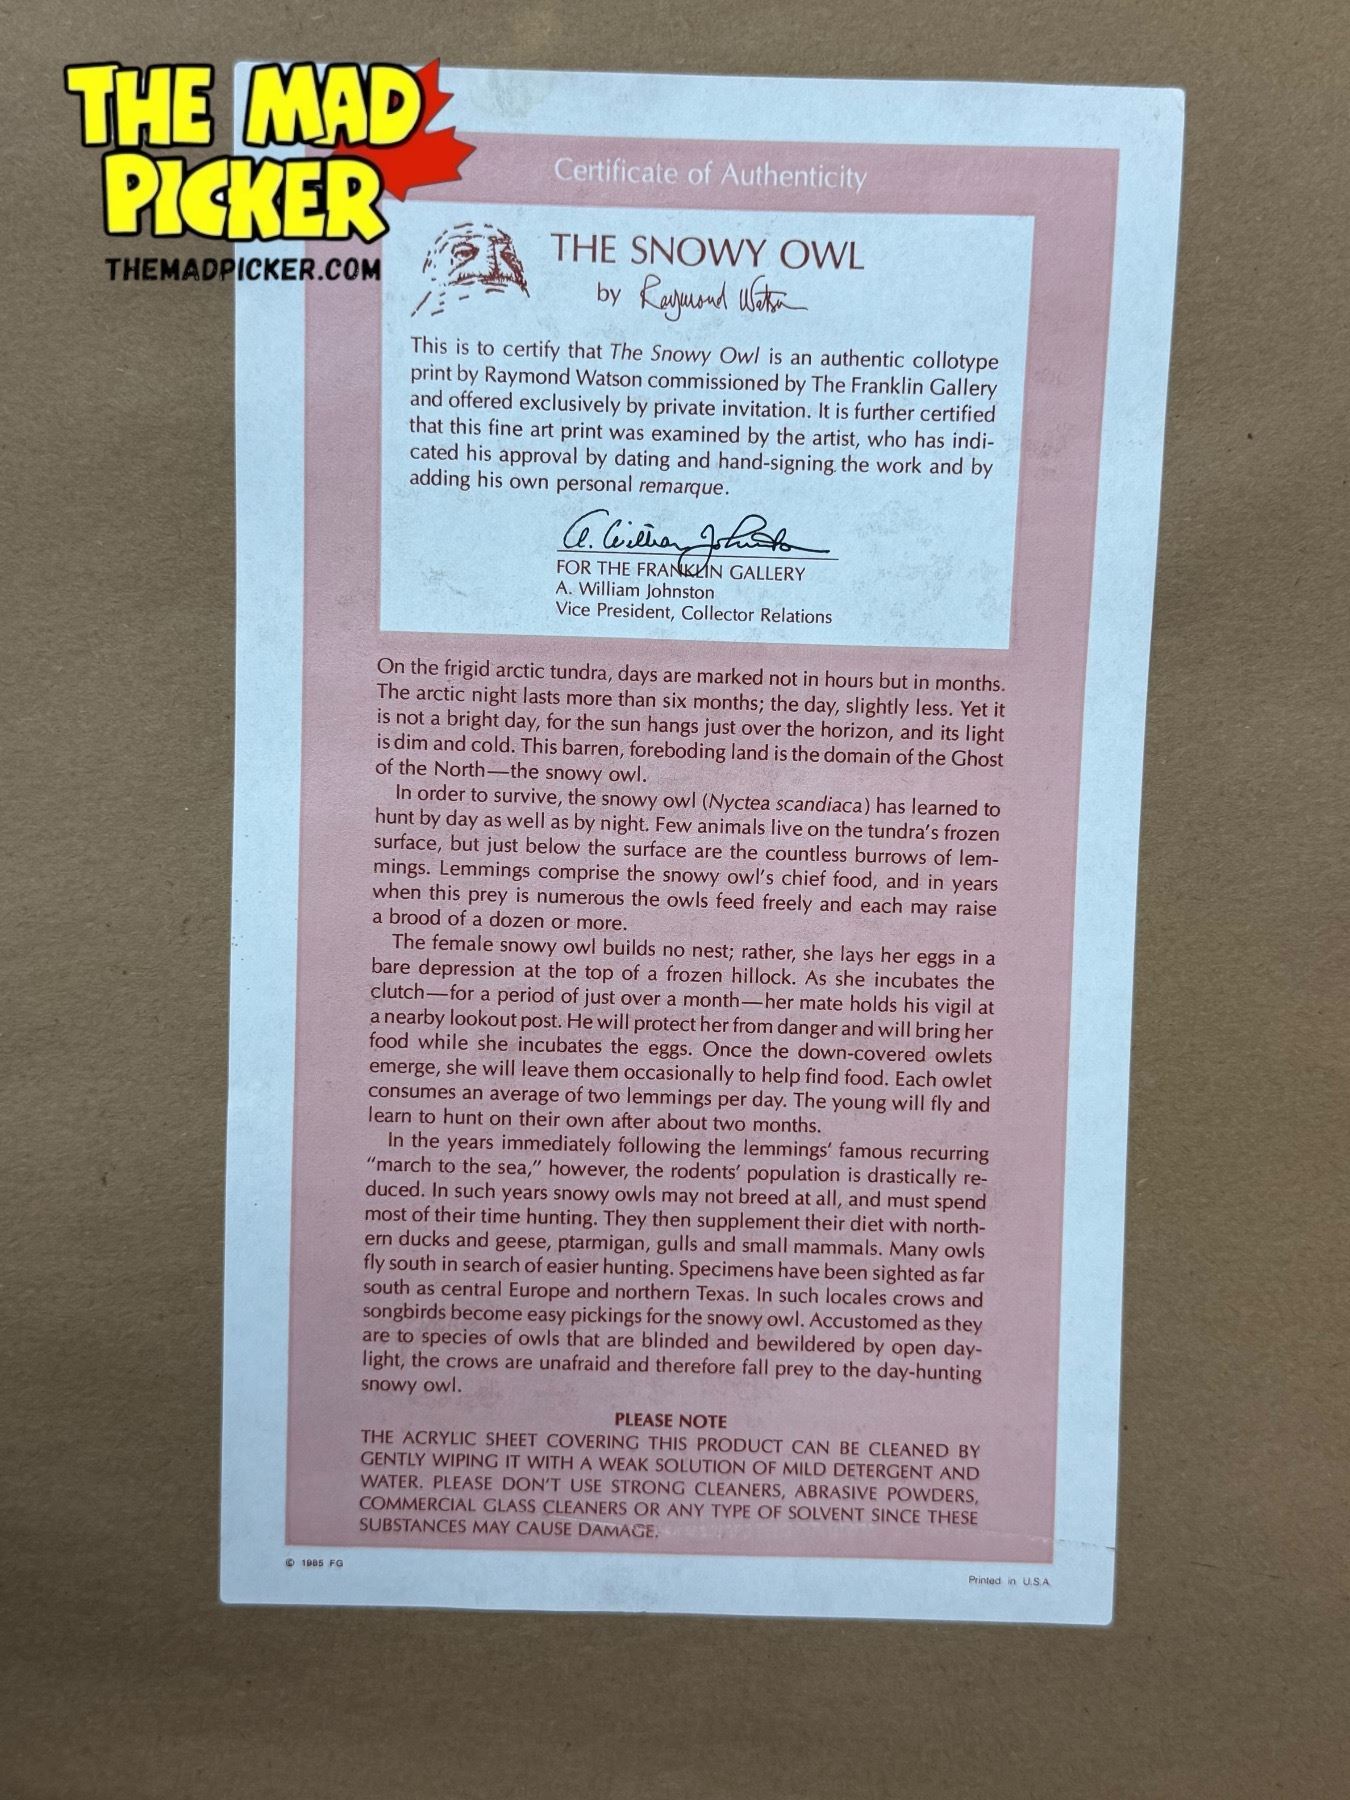 THE MAD
PICKER
THEMADPICKER.COM
Certificate of Authenticity
THE SNOWY OWL
by Raymond Watson
This is to certify that The Snowy Owl is an authentic collotype
print by Raymond Watson commissioned by The Franklin Gallery
and offered exclusively by private invitation. It is further certified
that this fine art print was examined by the artist, who has indi-
cated his approval by dating and hand-signing the work and by
adding his own personal remarque.
A. William Johnston
FOR THE FRANKLIN GALLERY
A. William Johnston
Vice President, Collector Relations
On the frigid arctic tundra, days are marked not in hours but in months.
The arctic night lasts more than six months; the day, slightly less. Yet it
is not a bright day, for the sun hangs just over the horizon, and its light
is dim and cold. This barren, foreboding land is the domain of the Ghost
of the North—the snowy owl.
In order to survive, the snowy owl (Nyctea scandiaca) has learned to
hunt by day as well as by night. Few animals live on the tundra's frozen
surface, but just below the surface are the countless burrows of lem-
mings. Lemmings comprise the snowy owl's chief food, and in years
when this prey is numerous the owls feed freely and each may raise
a brood of a dozen or more.
The female snowy owl builds no nest; rather, she lays her eggs in a
bare depression at the top of a frozen hillock. As she incubates the
clutch—for a period of just over a month—her mate holds his vigil at
a nearby lookout post. He will protect her from danger and will bring her
food while she incubates the eggs. Once the down-covered owlets
emerge, she will leave them occasionally to help find food. Each owlet
consumes an average of two lemmings per day. The young will fly and
learn to hunt on their own after about two months.
In the years immediately following the lemmings' famous recurring
"march to the sea," however, the rodents' population is drastically re-
duced. In such years snowy owls may not breed at all, and must spend
most of their time hunting. They then supplement their diet with north-
ern ducks and geese, ptarmigan, gulls and small mammals. Many owls
fly south in search of easier hunting. Specimens have been sighted as far
south as central Europe and northern Texas. In such locales crows and
songbirds become easy pickings for the snowy owl. Accustomed as they
are to species of owls that are blinded and bewildered by open day-
light, the crows are unafraid and therefore fall prey to the day-hunting
snowy owl.
PLEASE NOTE
THE ACRYLIC SHEET COVERING THIS PRODUCT CAN BE CLEANED BY
GENTLY WIPING IT WITH A WEAK SOLUTION OF MILD DETERGENT AND
WATER. PLEASE DON'T USE STRONG CLEANERS, ABRASIVE POWDERS,
COMMERCIAL GLASS CLEANERS OR ANY TYPE OF SOLVENT SINCE THESE
SUBSTANCES MAY CAUSE DAMAGE.
© 1985 FG
Printed in U.S.A.